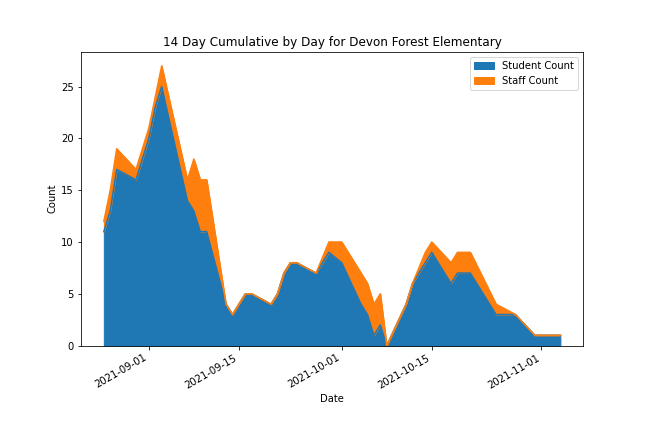 14 Day Cumulative by Day for Devon Forest Elementary
Student Count
Staff Count
Count
25
20
15
10
5
0
2021-09-01
2021-09-15
2021-10-01
2021-10-15
2021-11-01
Date